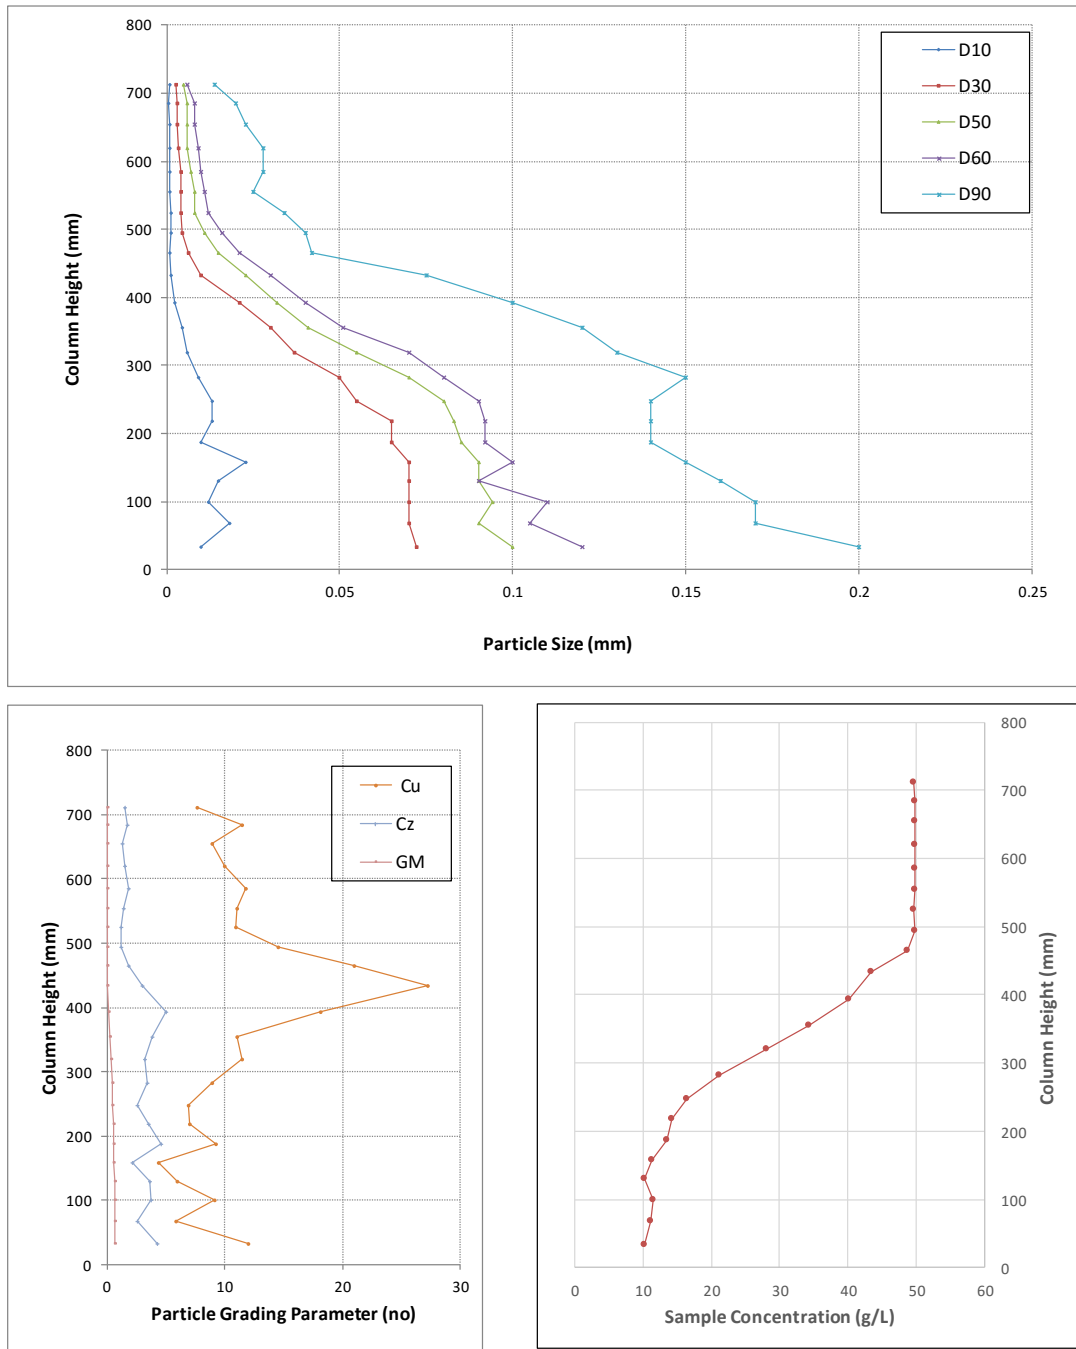 800
700
600
500
400
300
200
100
0
Column Height (mm)
0 0.05 0.1 0.15 0.2 0.25
Particle Size (mm)
D10
D30
D50
D60
D90
800
700
600
500
400
300
200
100
0
Column Height (mm)
0 10 20 30
Particle Grading Parameter (no)
Cu
Cz
GM
800
700
600
500
400
300
200
100
0
Column Height (mm)
0 10 20 30 40 50 60
Sample Concentration (g/L)